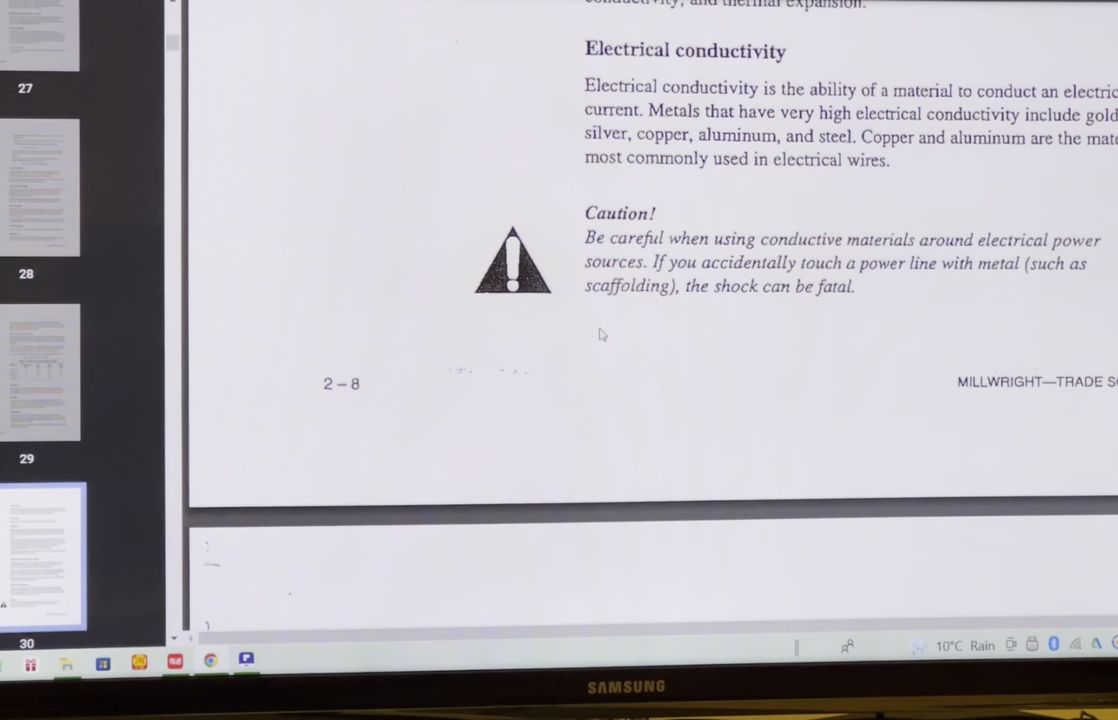 conductivity, and thermal expansion.
Electrical conductivity
Electrical conductivity is the ability of a material to conduct an electric
current. Metals that have very high electrical conductivity include gold
silver, copper, aluminum, and steel. Copper and aluminum are the mate
most commonly used in electrical wires.
Caution!
Be careful when using conductive materials around electrical power
sources. If you accidentally touch a power line with metal (such as
scaffolding), the shock can be fatal.
2 – 8
MILLWRIGHT—TRADE S
27
28
29
30
10°C Rain
SAMSUNG